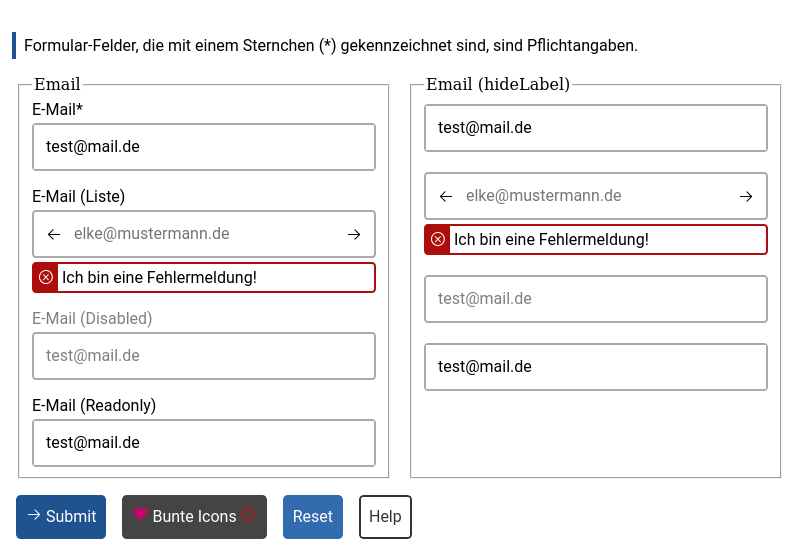 Formular-Felder, die mit einem Sternchen (*) gekennzeichnet sind, sind Pflichtangaben.
Email
E-Mail*
test@mail.de
E-Mail (Liste)
elke@mustermann.de
Ich bin eine Fehlermeldung!
E-Mail (Disabled)
test@mail.de
E-Mail (Readonly)
test@mail.de
Email (hideLabel)
test@mail.de
elke@mustermann.de
Ich bin eine Fehlermeldung!
test@mail.de
test@mail.de
Submit
Bunte Icons
Reset
Help